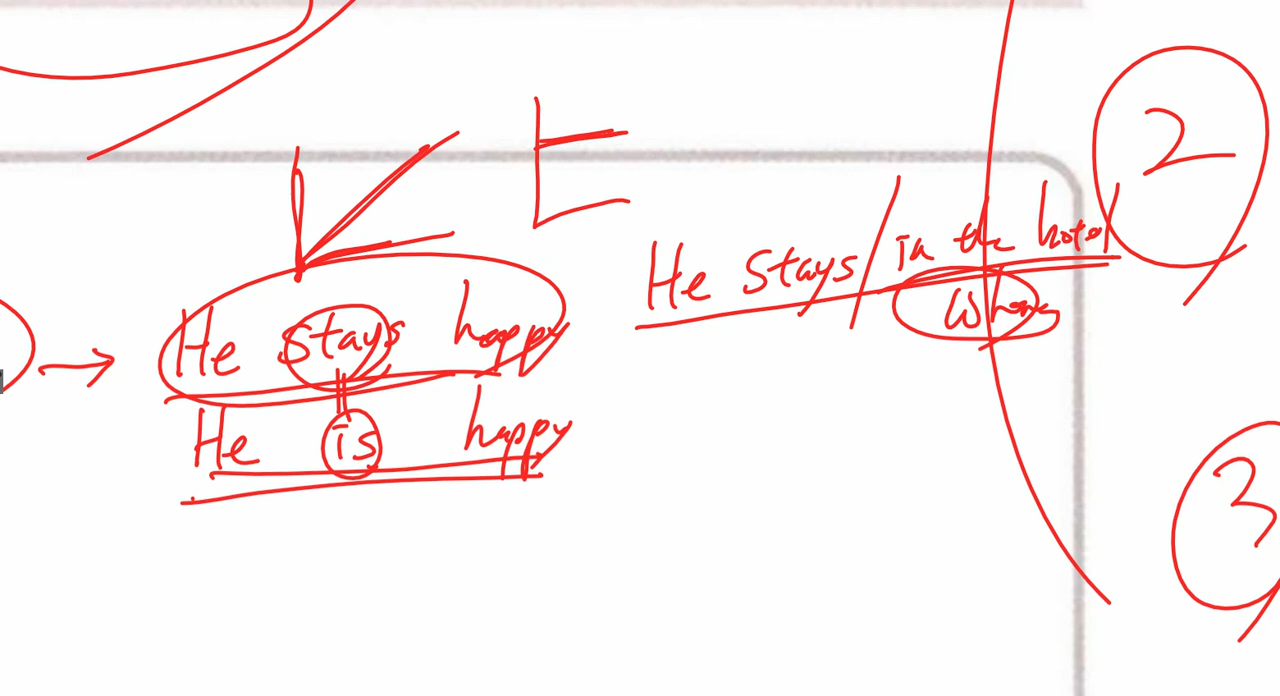 2
He stays / in the hotel
where
He stays happy
He is happy
3